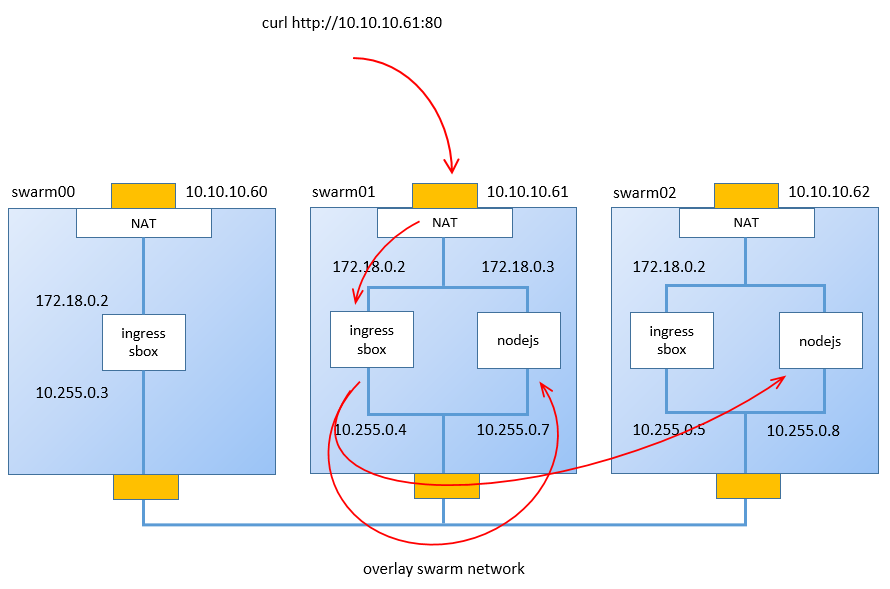 curl http://10.10.10.61:80
swarm00
10.10.10.60
NAT
172.18.0.2
ingress
sbox
10.255.0.3
swarm01
10.10.10.61
NAT
172.18.0.2
172.18.0.3
ingress
sbox
nodejs
10.255.0.4
10.255.0.7
swarm02
10.10.10.62
NAT
172.18.0.2
ingress
sbox
nodejs
10.255.0.5
10.255.0.8
overlay swarm network